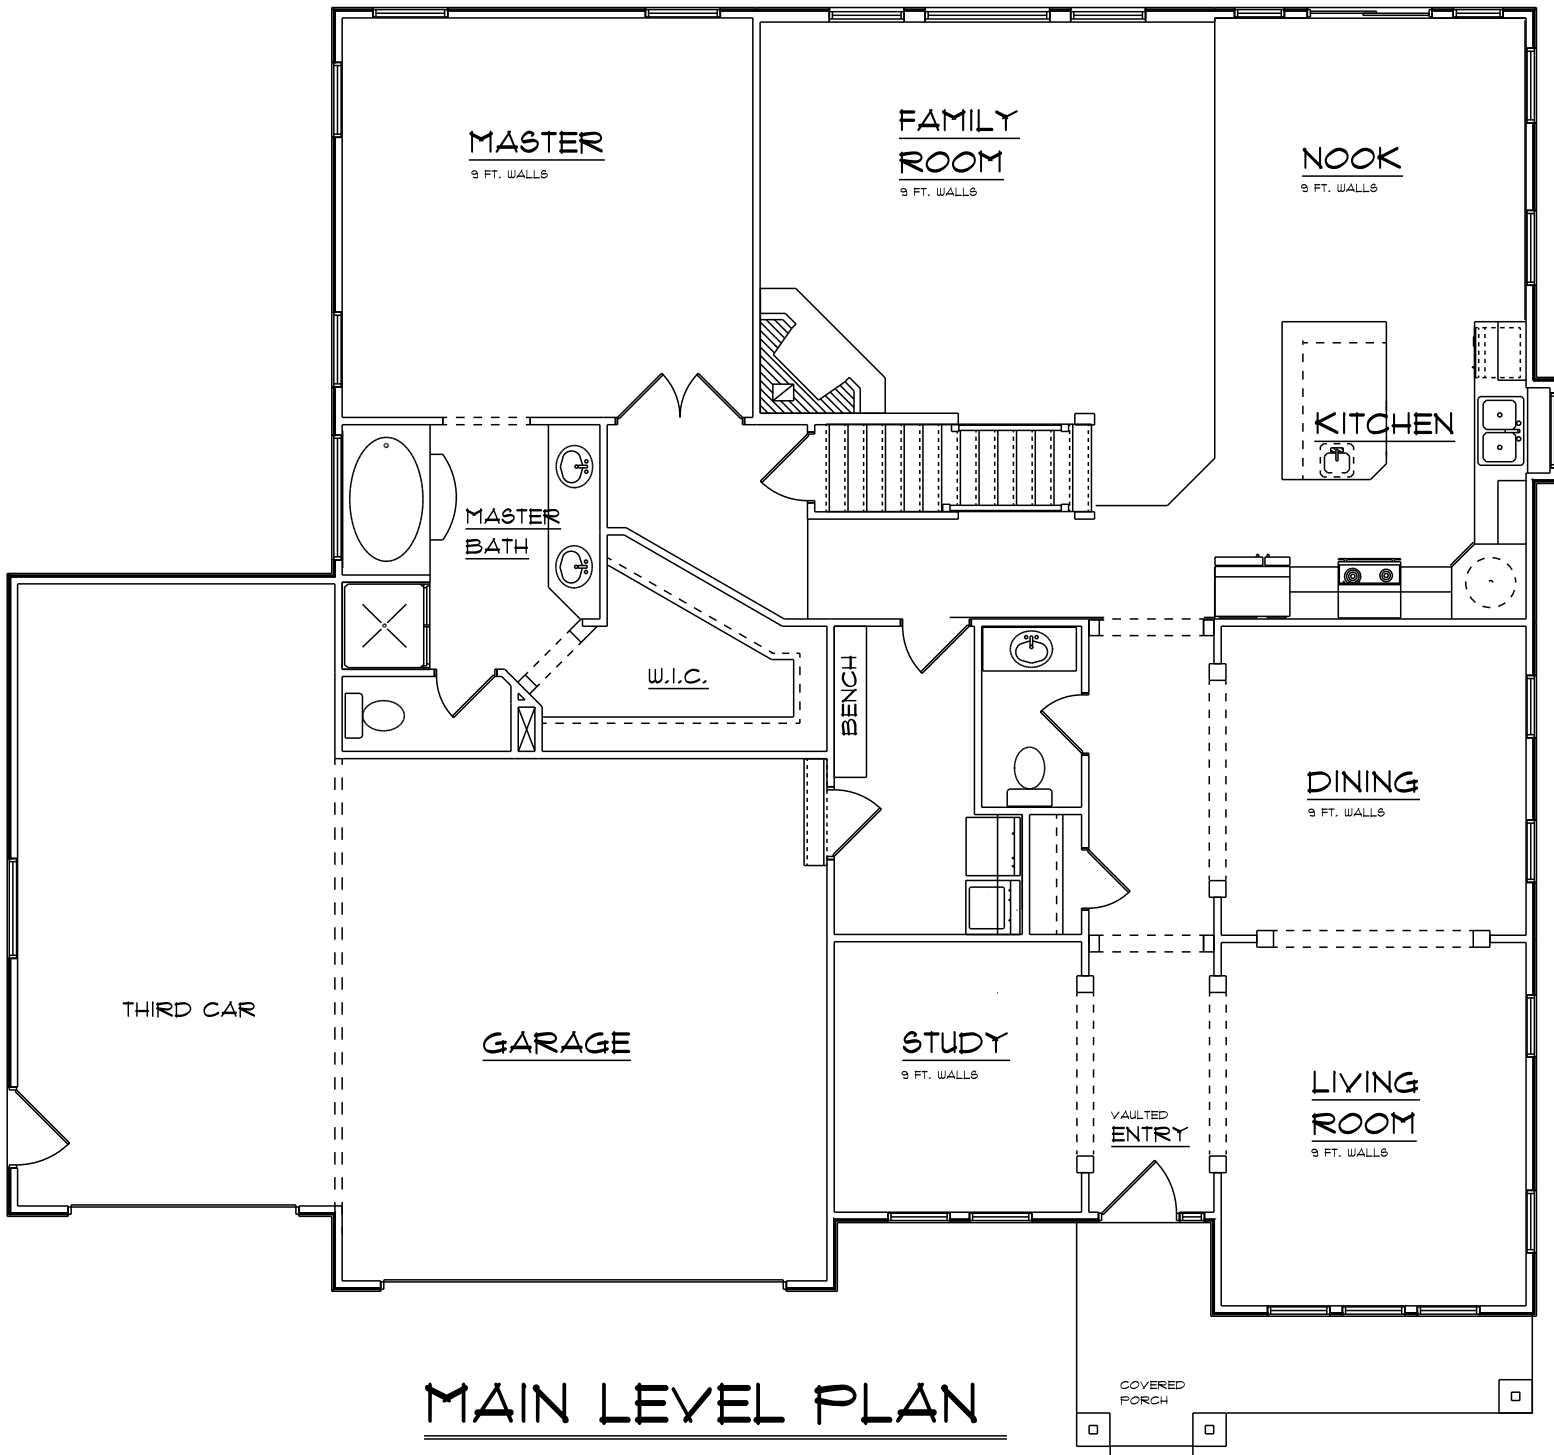 MASTER
9 FT. WALLS
FAMILY
ROOM
9 FT. WALLS
NOOK
9 FT. WALLS
KITCHEN
MASTER
BATH
W.I.C.
BENCH
DINING
9 FT. WALLS
THIRD CAR
GARAGE
STUDY
9 FT. WALLS
VAULTED
ENTRY
LIVING
ROOM
9 FT. WALLS
COVERED
PORCH
MAIN LEVEL PLAN